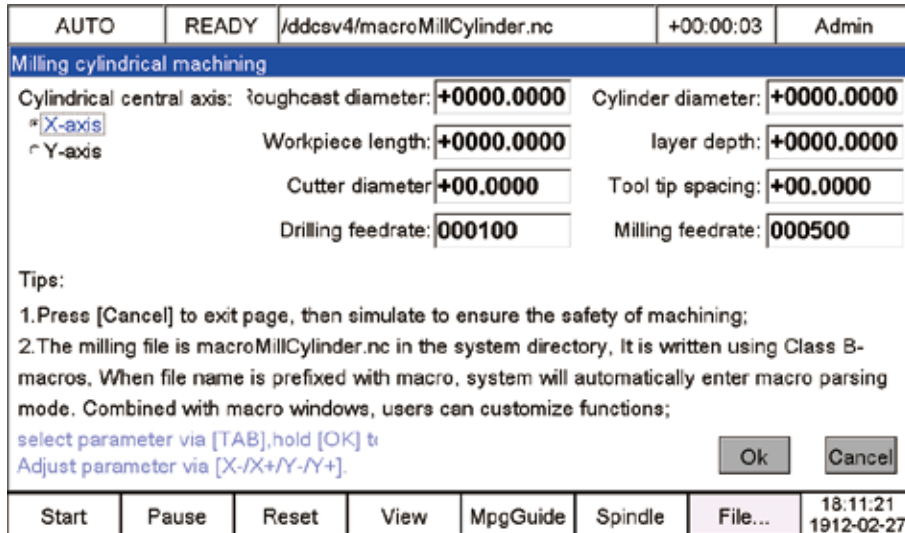 AUTO READY /ddcsv4/macroMillCylinder.nc +00:00:03 Admin
Milling cylindrical machining
Cylindrical central axis: Roughcast diameter: +0000.0000 Cylinder diameter: +0000.0000
X-axis
Y-axis
Workpiece length: +0000.0000 layer depth: +0000.0000
Cutter diameter +00.0000 Tool tip spacing: +00.0000
Drilling feedrate: 000100 Milling feedrate: 000500
Tips:
1.Press [Cancel] to exit page, then simulate to ensure the safety of machining;
2.The milling file is macroMillCylinder.nc in the system directory, It is written using Class B-
macros, When file name is prefixed with macro, system will automatically enter macro parsing
mode. Combined with macro windows, users can customize functions;
select parameter via [TAB],hold [OK] to
Adjust parameter via [X-/X+/Y-/Y+].
Ok Cancel
Start Pause Reset View MpgGuide Spindle File... 18:11:21
1912-02-27